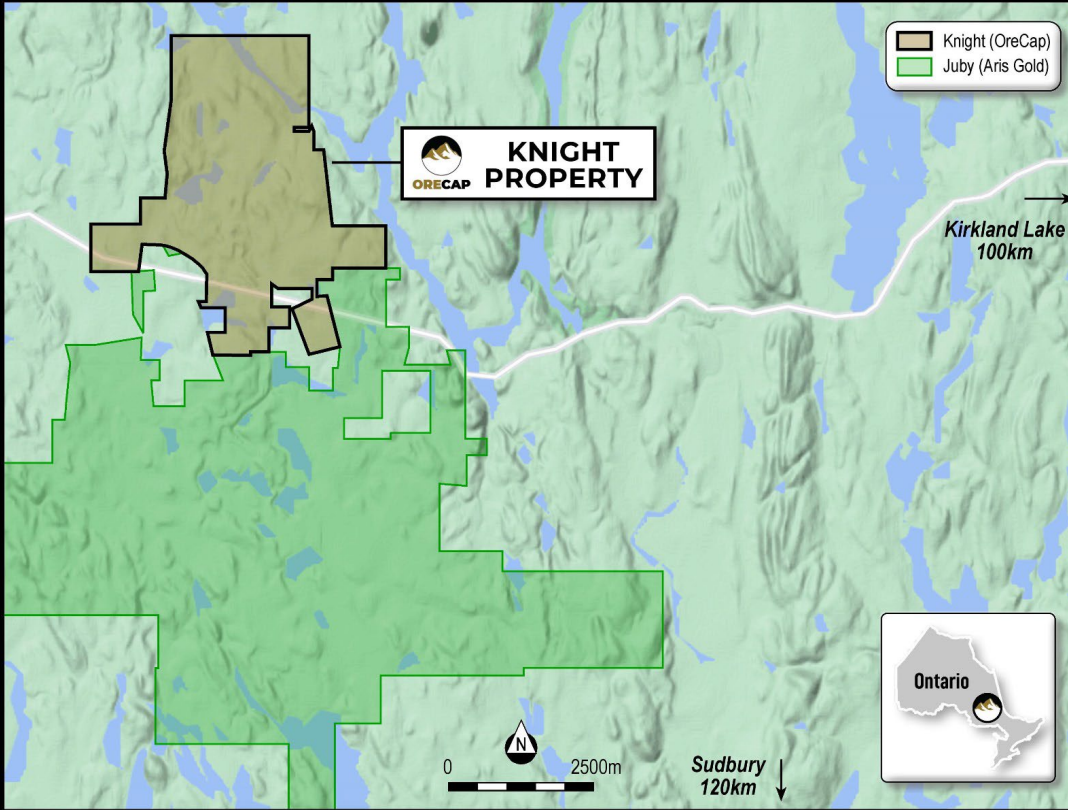 Knight (OreCap)
Juby (Aris Gold)
KNIGHT
PROPERTY
ORECAP
Kirkland Lake
100km
Ontario
N
0 2500m
Sudbury
120km